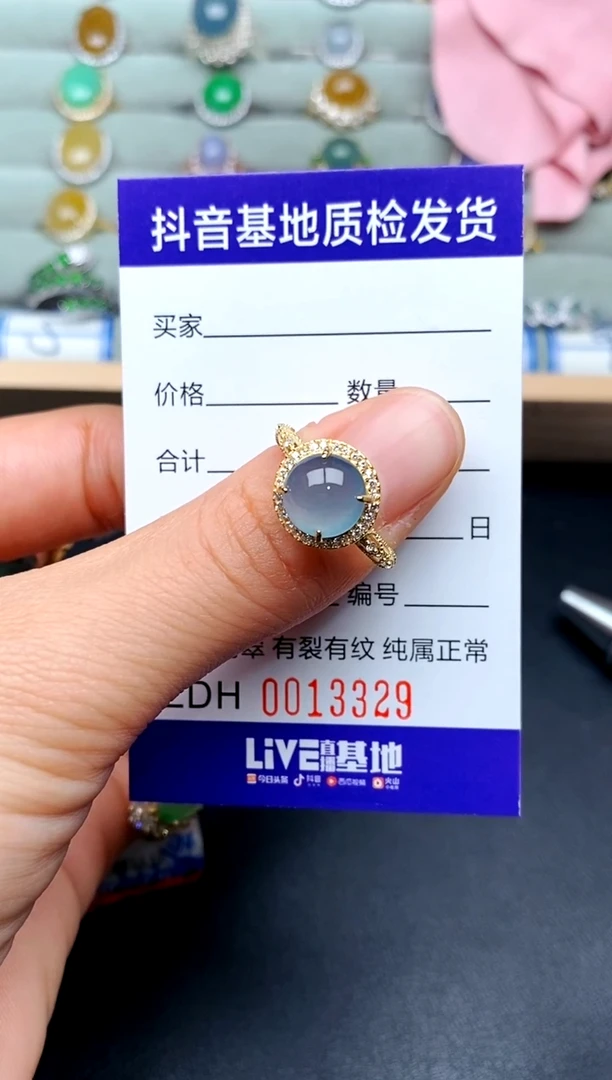 抖音基地质检发货
买家
价格 数量
合计
日
编号
翠 有裂有纹 纯属正常
DH 0013329
LiVE直播基地
今日头条 抖音 西瓜视频 火山